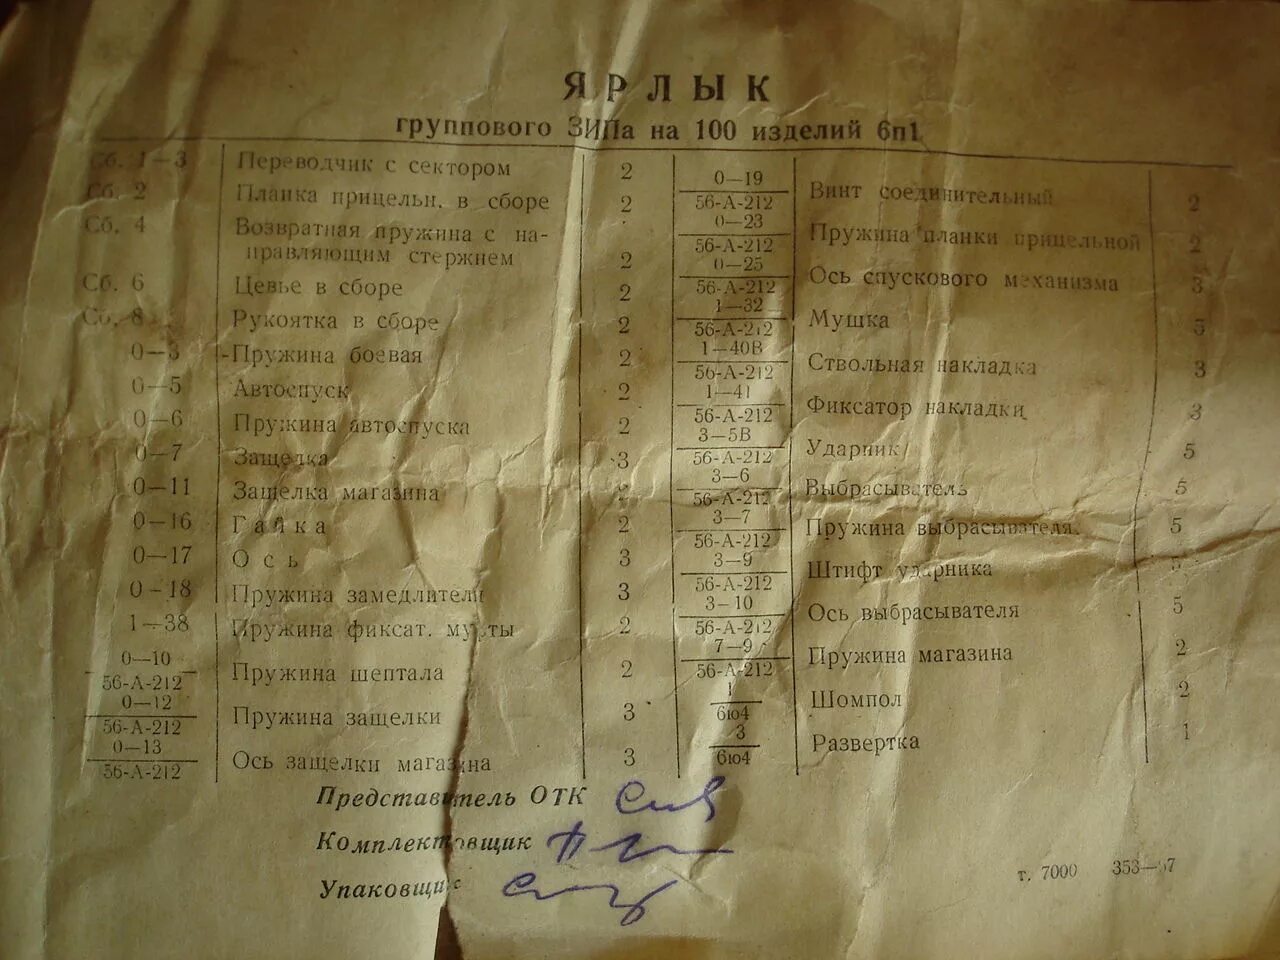 ЯРЛЫК
группового ЗИПа на 100 изделий 6п1.
Сб. 1—3 Переводчик с сектором 2
Сб. 2 Планка прицельн. в сборе 2
Сб. 4 Возвратная пружина с на-
правляющим стержнем 2
Сб. 6 Цевье в сборе 2
Сб. 8 Рукоятка в сборе 2
0—3 Пружина боевая 2
0—5 Автоспуск 2
0—6 Пружина автоспуска 2
0—7 Защелка 3
0—11 Защелка магазина 2
0—16 Гайка 2
0—17 Ось 3
0—18 Пружина замедлителя 3
1—38 Пружина фиксат. муфты 2
0—10
56-А-212 Пружина шептала 2
0—12
56-А-212 Пружина защелки 3
0—13
56-А-212 Ось защелки магазина 3
0—19
56-А-212 Винт соединительный 2
0—23
56-А-212 Пружина планки прицельной 2
0—25
56-А-212 Ось спускового механизма 3
1—32
56-А-212 Мушка 5
1—40В
56-А-212 Ствольная накладка 3
1—41
56-А-212 Фиксатор накладки 3
3—5В
56-А-212 Ударник 5
3—6
56-А-212 Выбрасыватель 5
3—7
56-А-212 Пружина выбрасывателя. 5
3—9
56-А-212 Штифт ударника 5
3—10
56-А-212 Ось выбрасывателя 5
7—9
56-А-212 Пружина магазина 2
1
6ю4 Шомпол 2
3
6ю4 Развертка 1
Представитель ОТК
Комплектовщик
Упаковщик
т. 7000 353—67